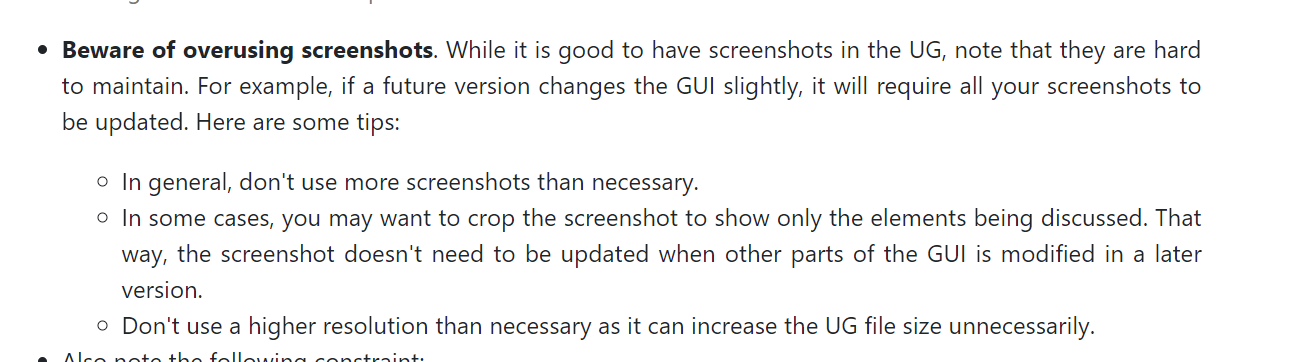 Beware of overusing screenshots. While it is good to have screenshots in the UG, note that they are hard
to maintain. For example, if a future version changes the GUI slightly, it will require all your screenshots to
be updated. Here are some tips:
In general, don't use more screenshots than necessary.
In some cases, you may want to crop the screenshot to show only the elements being discussed. That
way, the screenshot doesn't need to be updated when other parts of the GUI is modified in a later
version.
Don't use a higher resolution than necessary as it can increase the UG file size unnecessarily.
Also note the following constraint: